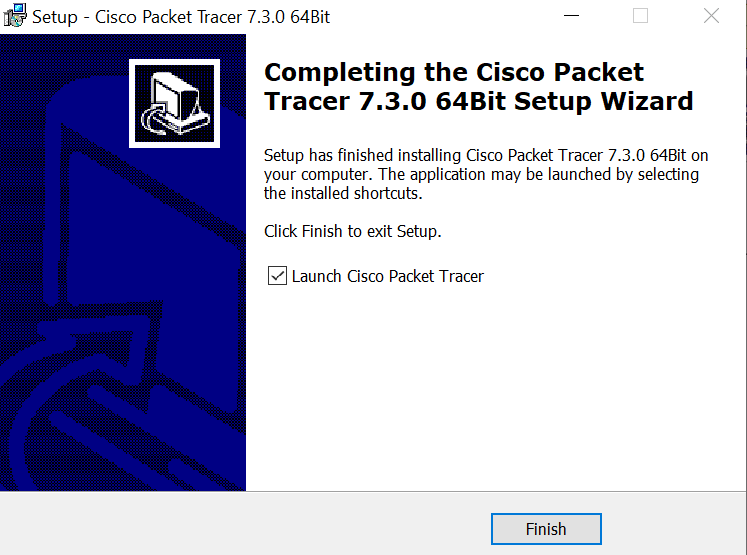 Setup - Cisco Packet Tracer 7.3.0 64Bit
Completing the Cisco Packet
Tracer 7.3.0 64Bit Setup Wizard
Setup has finished installing Cisco Packet Tracer 7.3.0 64Bit on
your computer. The application may be launched by selecting
the installed shortcuts.
Click Finish to exit Setup.
Launch Cisco Packet Tracer
Finish